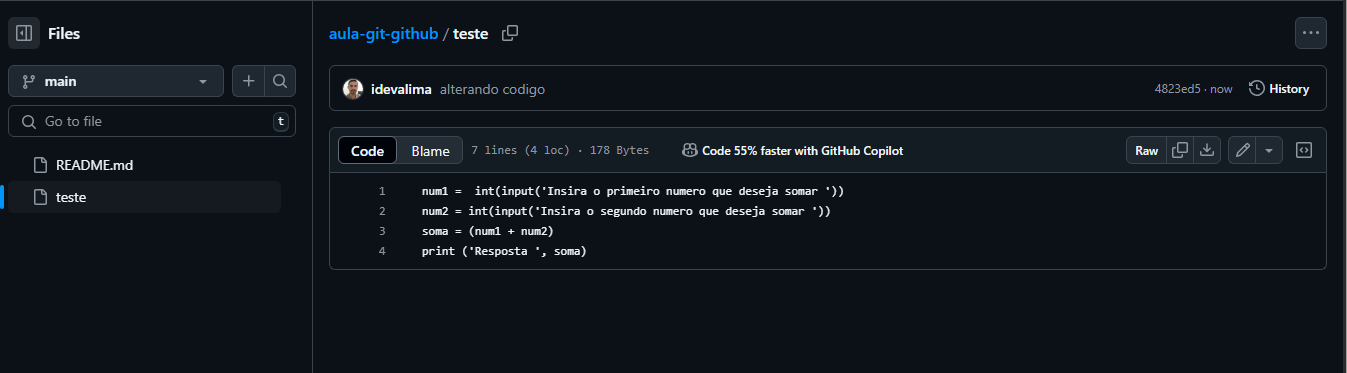 Files
main
Go to file
t
README.md
teste
aula-git-github / teste
idevalima alterando codigo
4823ed5 · now
History
Code Blame 7 lines (4 loc) · 178 Bytes
Code 55% faster with GitHub Copilot
Raw
1 num1 =  int(input('Insira o primeiro numero que deseja somar '))
2 num2 = int(input('Insira o segundo numero que deseja somar '))
3 soma = (num1 + num2)
4 print ('Resposta ', soma)